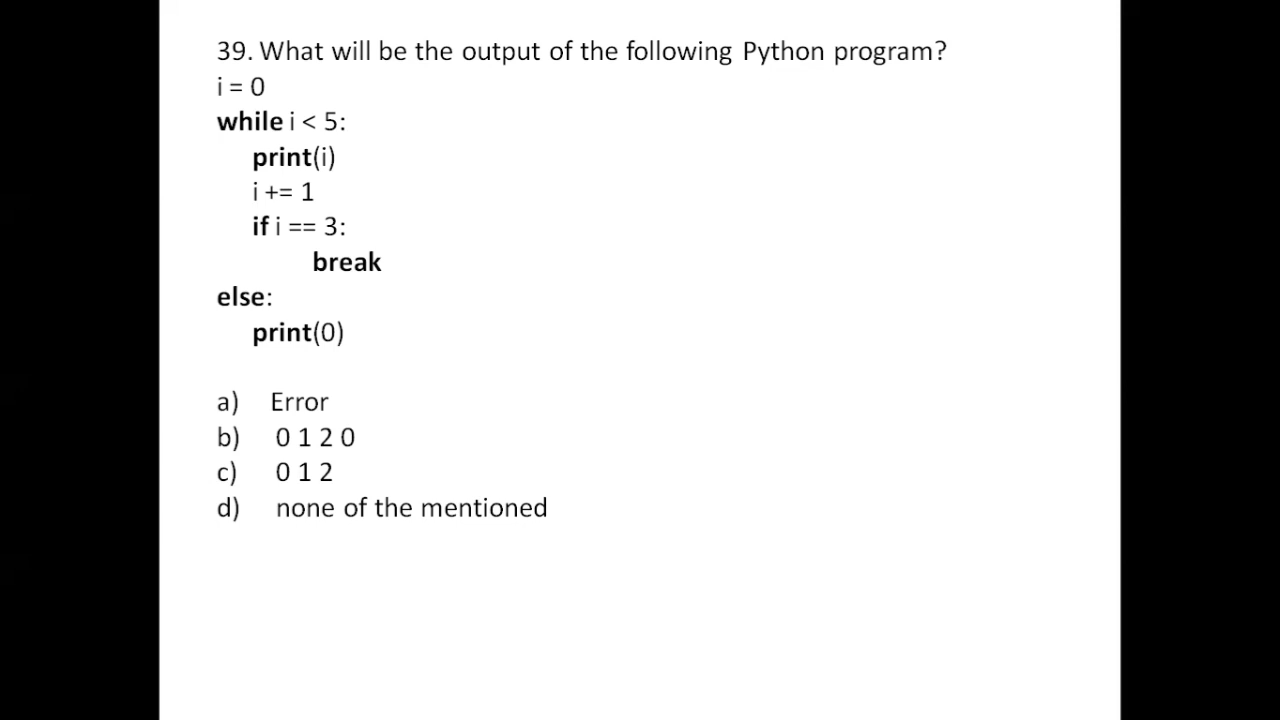 39. What will be the output of the following Python program?
i = 0
while i < 5:
print(i)
i += 1
if i == 3:
break
else:
print(0)
a) Error
b) 0 1 2 0
c) 0 1 2
d) none of the mentioned